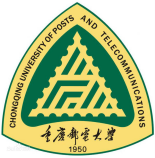 CHONGQING UNIVERSITY OF POSTS AND TELECOMMUNICATIONS
重庆邮电大学
1950